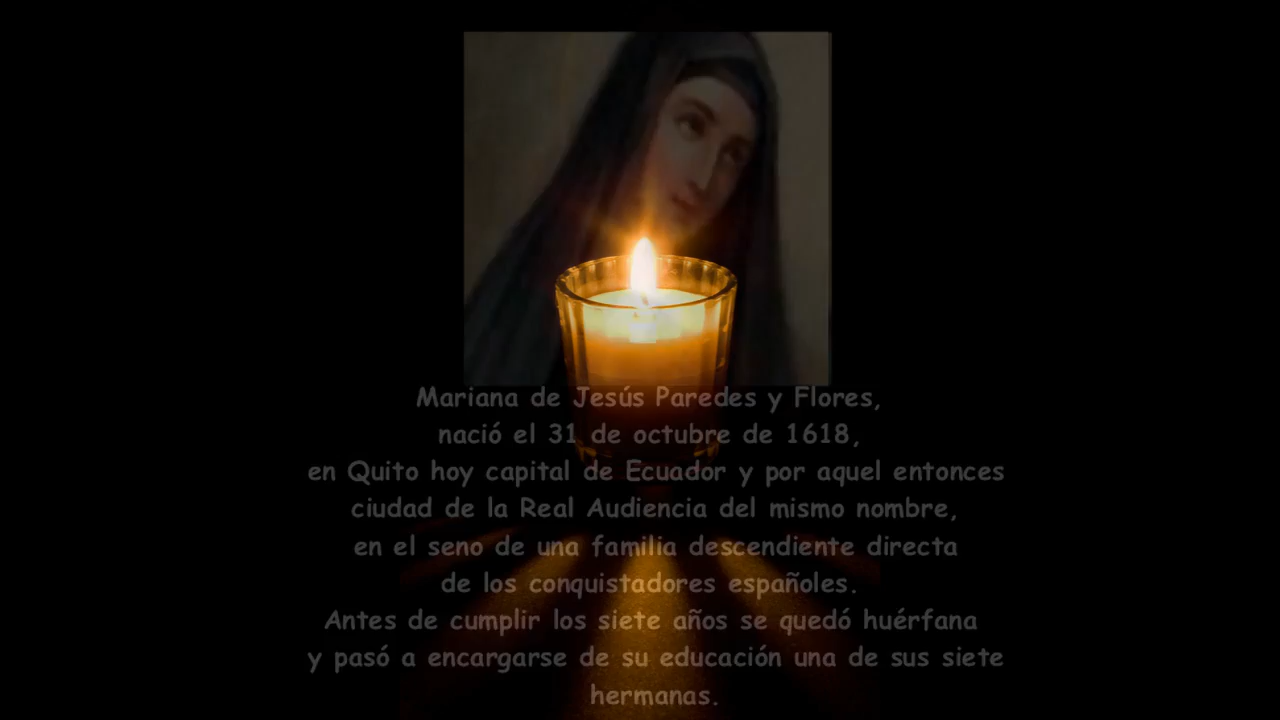 Mariana de Jesús Paredes y Flores,
nació el 31 de octubre de 1618,
en Quito hoy capital de Ecuador y por aquel entonces
ciudad de la Real Audiencia del mismo nombre,
en el seno de una familia descendiente directa
de los conquistadores españoles.
Antes de cumplir los siete años se quedó huérfana
y pasó a encargarse de su educación una de sus siete
hermanas.